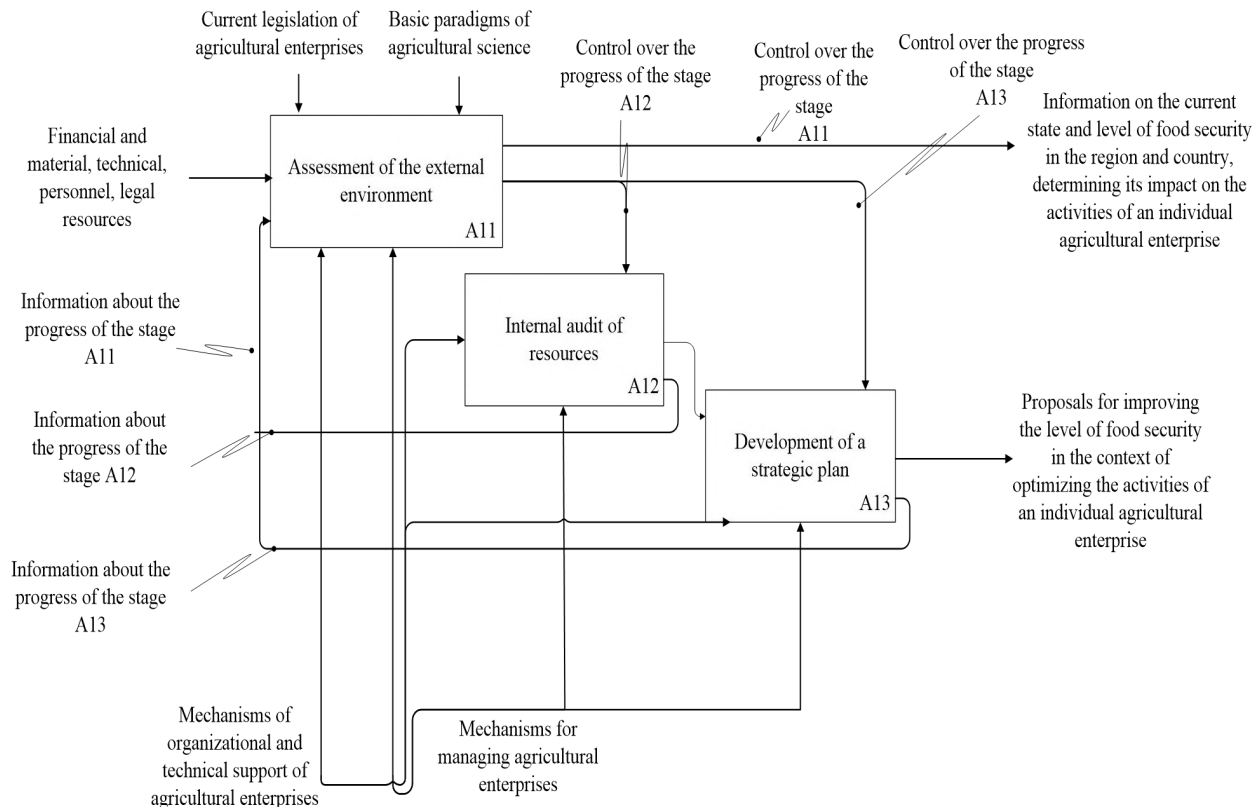 Current legislation of
agricultural enterprises
Basic paradigms of
agricultural science
Control over the
progress of the stage
A12
Control over the
progress of the
stage
A11
Control over the progress
of the stage
A13
Financial and
material, technical,
personnel, legal
resources
Assessment of the external
environment
A11
Information on the current
state and level of food security
in the region and country,
determining its impact on the
activities of an individual
agricultural enterprise
Information about the
progress of the stage
A11
Internal audit of
resources
A12
Information about
the progress of the
stage A12
Development of a
strategic plan
A13
Proposals for improving
the level of food security
in the context of
optimizing the activities of
an individual agricultural
enterprise
Information about the
progress of the stage
A13
Mechanisms of
organizational and
technical support of
agricultural enterprises
Mechanisms for
managing agricultural
enterprises